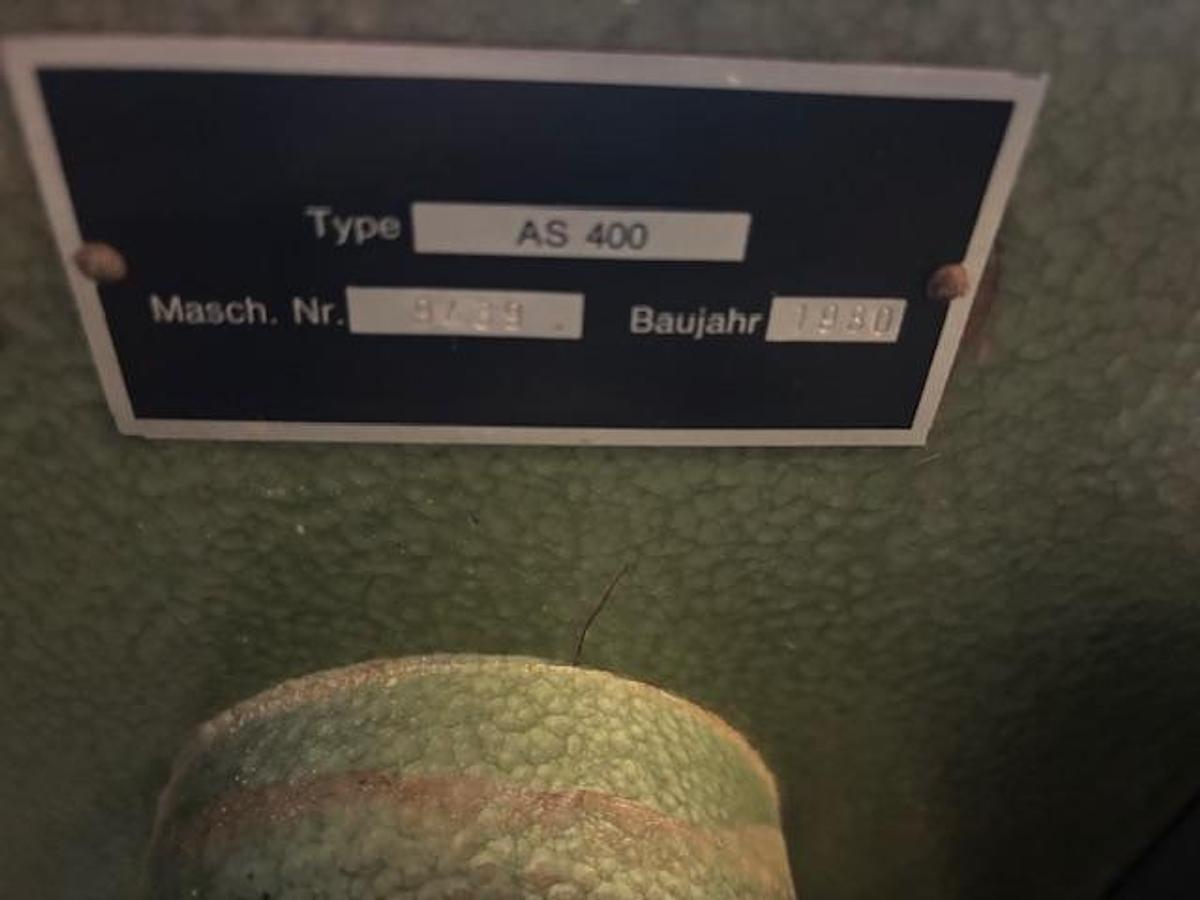 Type AS 400
Masch. Nr. Baujahr 1980